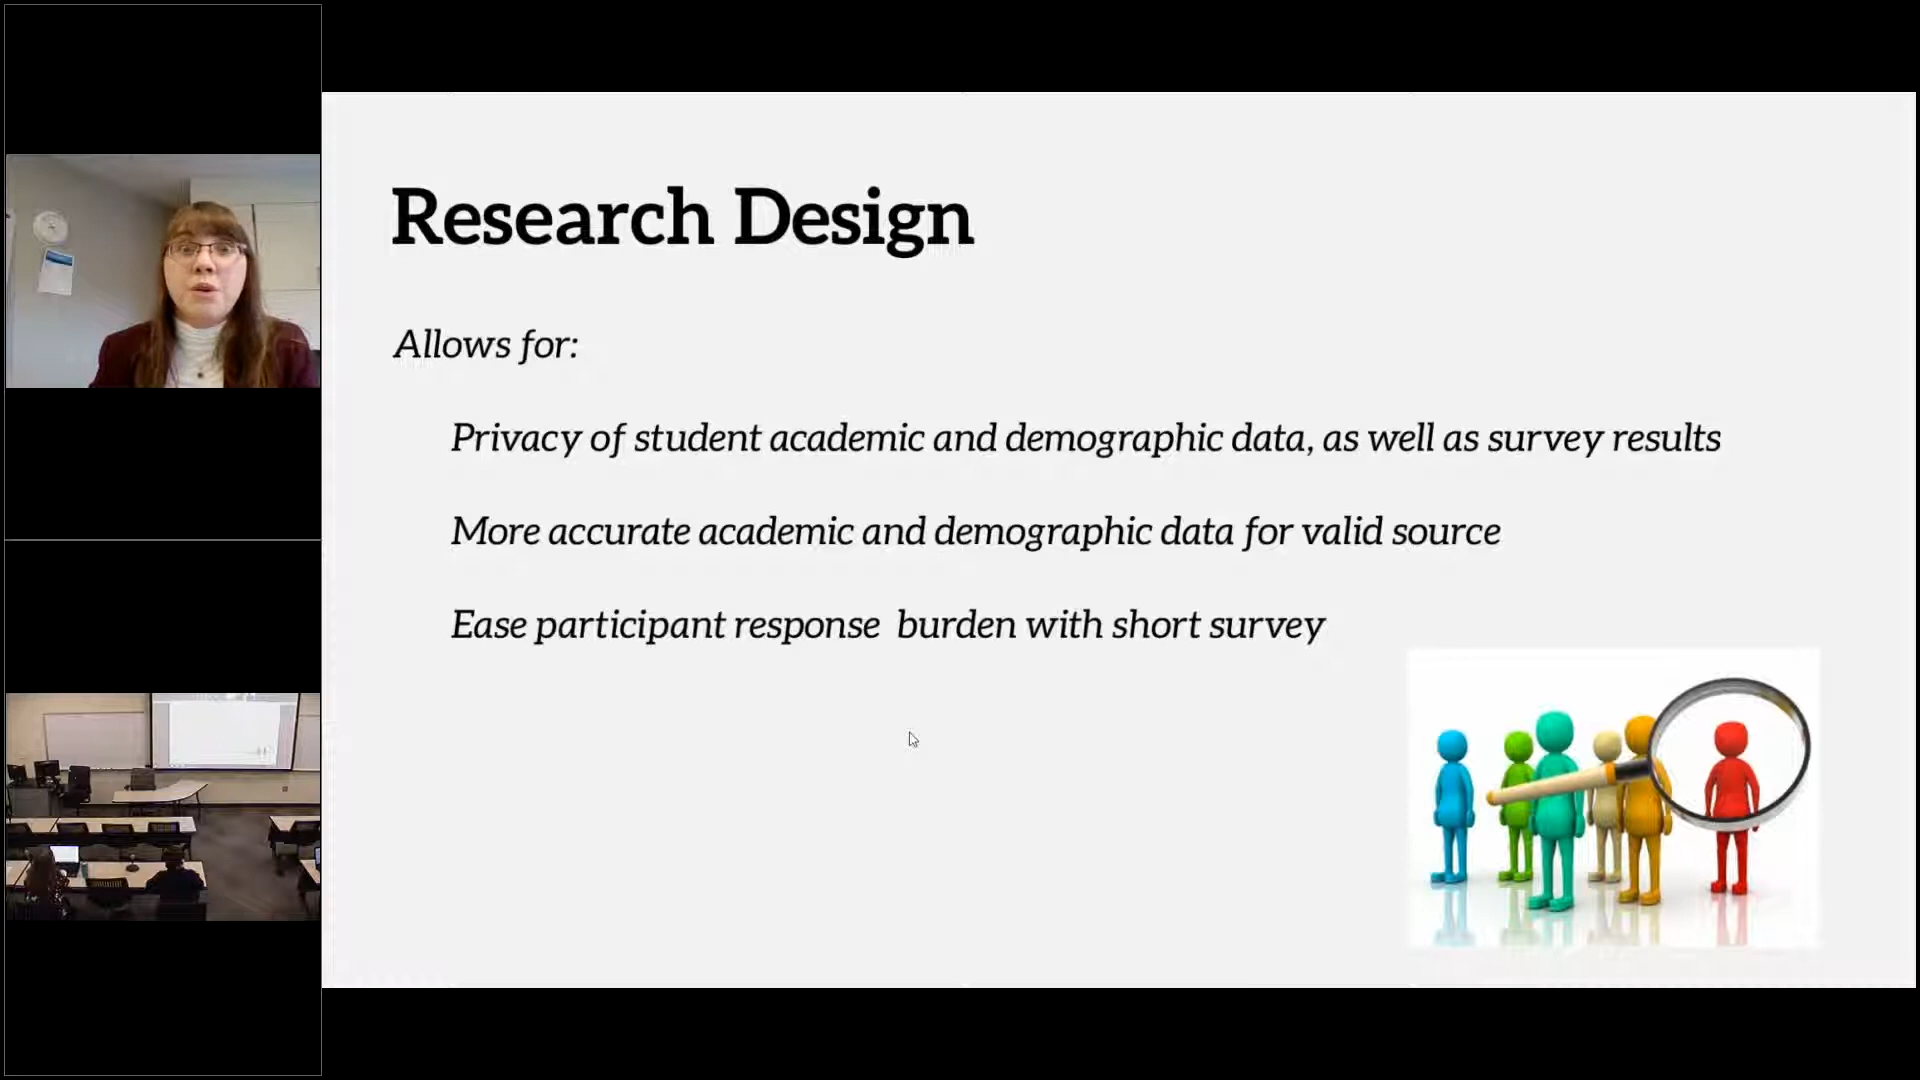 Research Design
Allows for:
Privacy of student academic and demographic data, as well as survey results
More accurate academic and demographic data for valid source
Ease participant response  burden with short survey